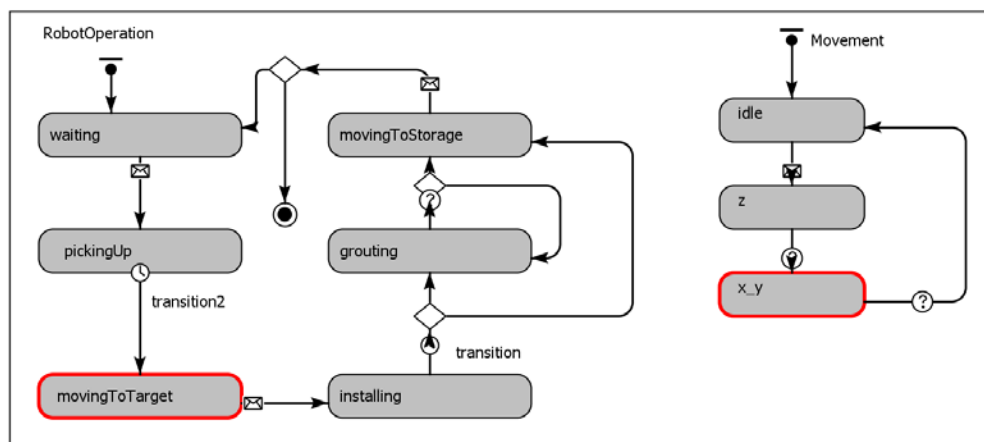 RobotOperation
waiting
pickingUp
transition2
movingToTarget
movingToStorage
?
grouting
transition
installing
Movement
idle
z
?
x_y
?